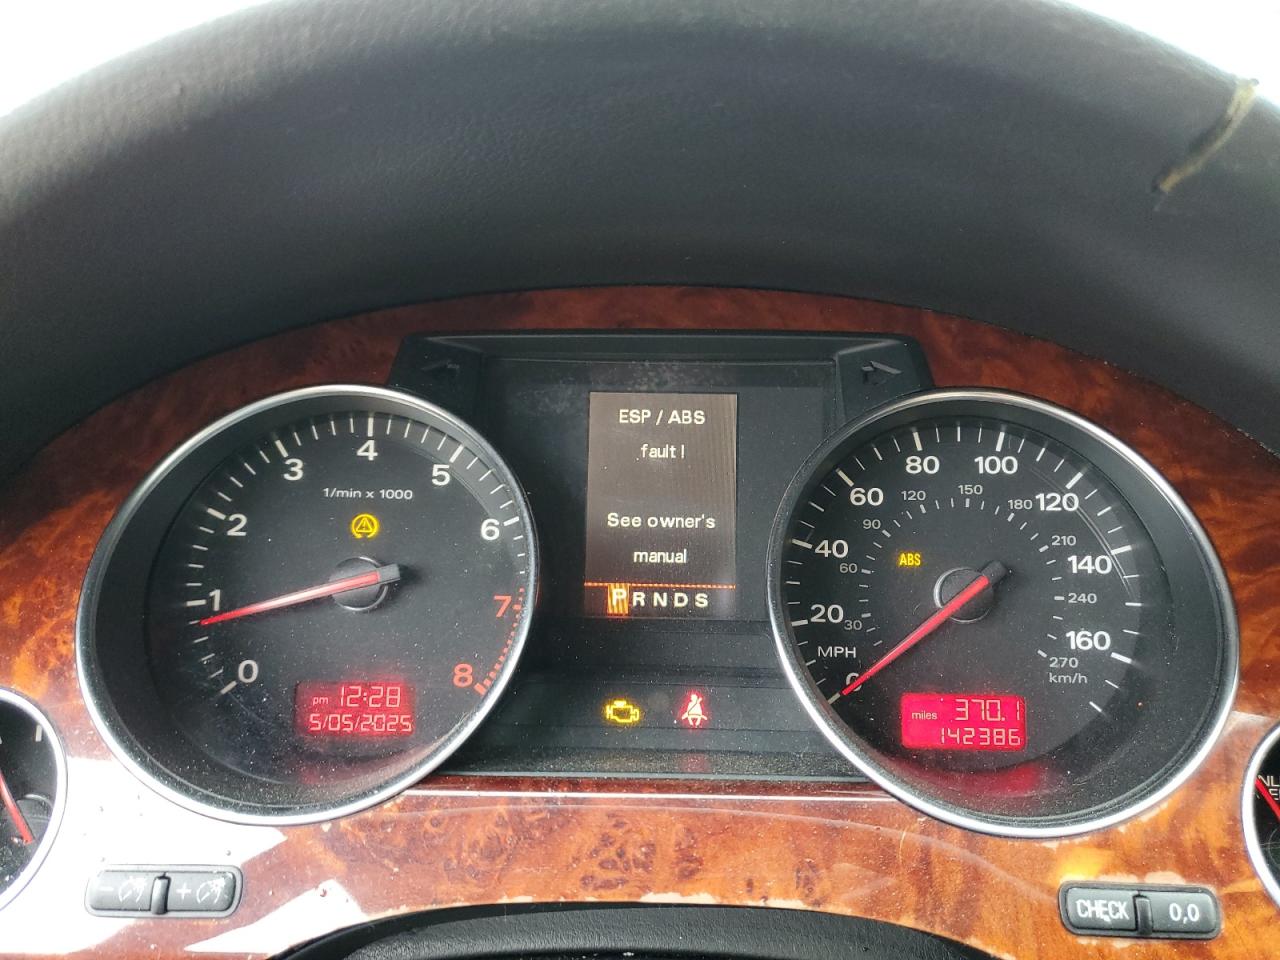 ESP / ABS
fault!
See owner's
manual
PRNDS
0
1
2
3
4
5
6
7
8
1/min x 1000
pm 12:28
5/05/2025
0
20
40
60
80
100
120
140
160
30
60
90
120
150
180
210
240
270
km/h
MPH
ABS
miles 370.1
142386
1
CHECK 0,0